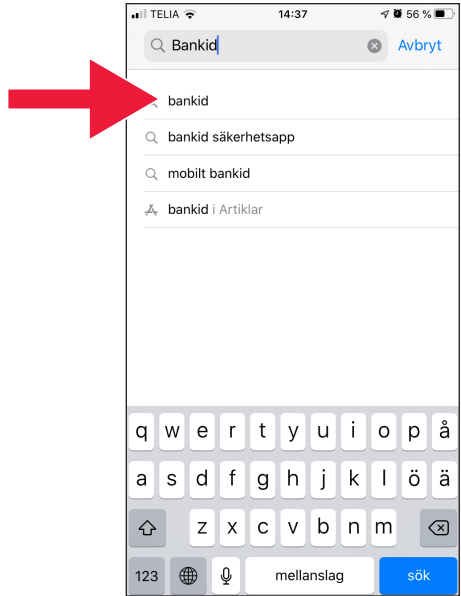 TELIA 14:37 56 %
Bankid Avbryt
bankid
bankid säkerhetsapp
mobilt bankid
bankid i Artiklar
q w e r t y u i o p å
a s d f g h j k l ö ä
z x c v b n m
123 mellanslag sök